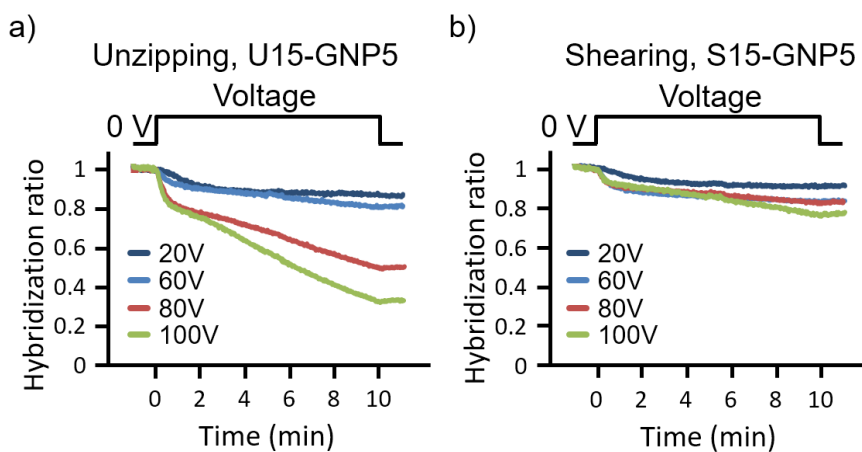 a)
Unzipping, U15-GNP5
Voltage
0 V
Hybridization ratio
1
0.8
0.6
0.4
0.2
0
20V
60V
80V
100V
0 2 4 6 8 10
Time (min)
b)
Shearing, S15-GNP5
Voltage
0 V
Hybridization ratio
1
0.8
0.6
0.4
0.2
0
20V
60V
80V
100V
0 2 4 6 8 10
Time (min)